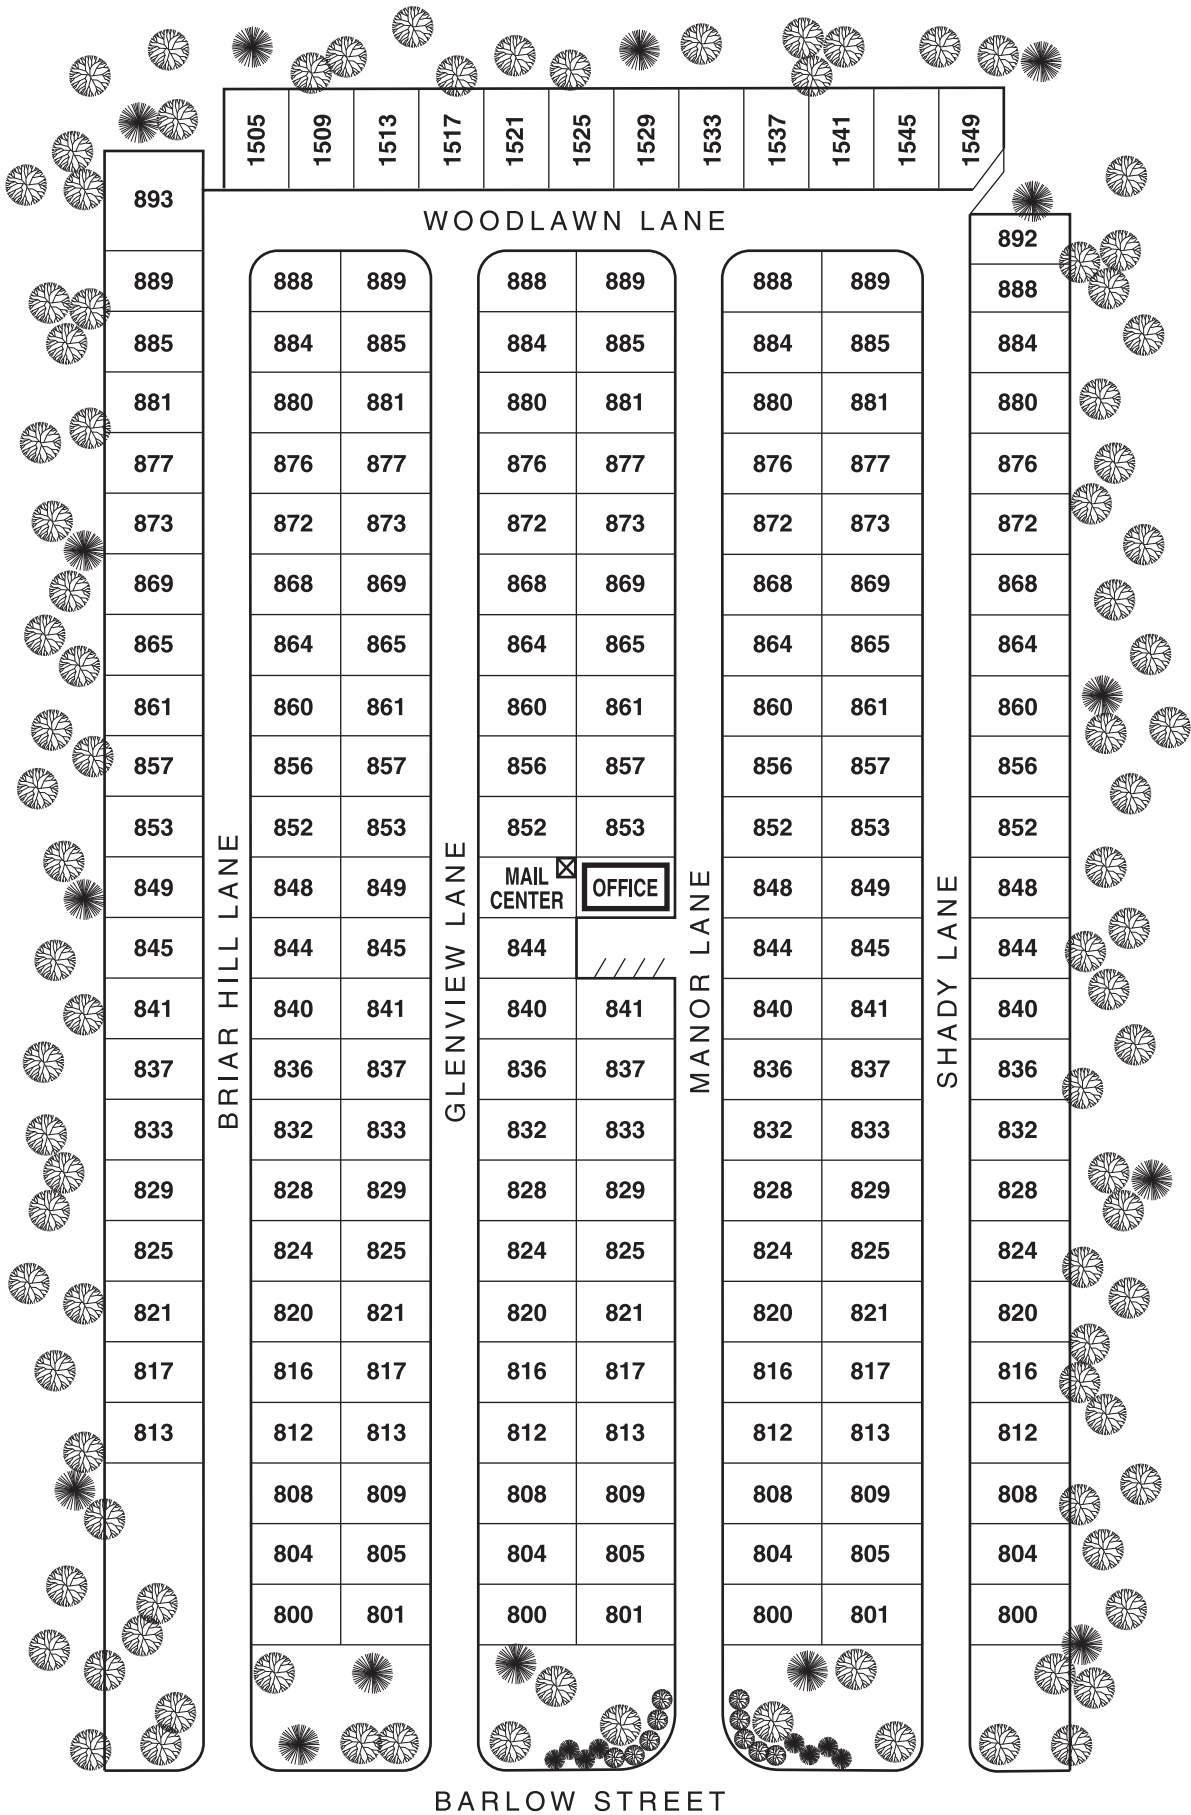 1505 1509 1513 1517 1521 1525 1529 1533 1537 1541 1545 1549
893
WOODLAWN LANE
892
889 888 889 888 889 888 889 888
885 884 885 884 885 884 885 884
881 880 881 880 881 880 881 880
877 876 877 876 877 876 877 876
873 872 873 872 873 872 873 872
869 868 869 868 869 868 869 868
865 864 865 864 865 864 865 864
861 860 861 860 861 860 861 860
857 856 857 856 857 856 857 856
853 852 853 852 853 852 853 852
849 848 849 MAIL CENTER OFFICE 848 849 848
BRIAR HILL LANE
GLENVIEW LANE
MANOR LANE
SHADY LANE
845 844 845 844 844 845 844
841 840 841 840 841 840 841 840
837 836 837 836 837 836 837 836
833 832 833 832 833 832 833 832
829 828 829 828 829 828 829 828
825 824 825 824 825 824 825 824
821 820 821 820 821 820 821 820
817 816 817 816 817 816 817 816
813 812 813 812 813 812 813 812
808 809 808 809 808 809 808
804 805 804 805 804 805 804
800 801 800 801 800 801 800
BARLOW STREET